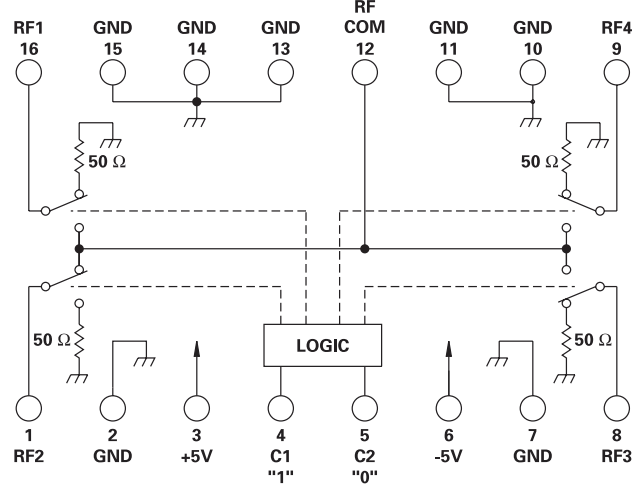 RF
RF1 GND GND GND COM GND GND RF4
16 15 14 13 12 11 10 9
50 Ω 50 Ω
50 Ω 50 Ω
LOGIC
1 2 3 4 5 6 7 8
RF2 GND +5V C1 C2 -5V GND RF3
"1" "0"